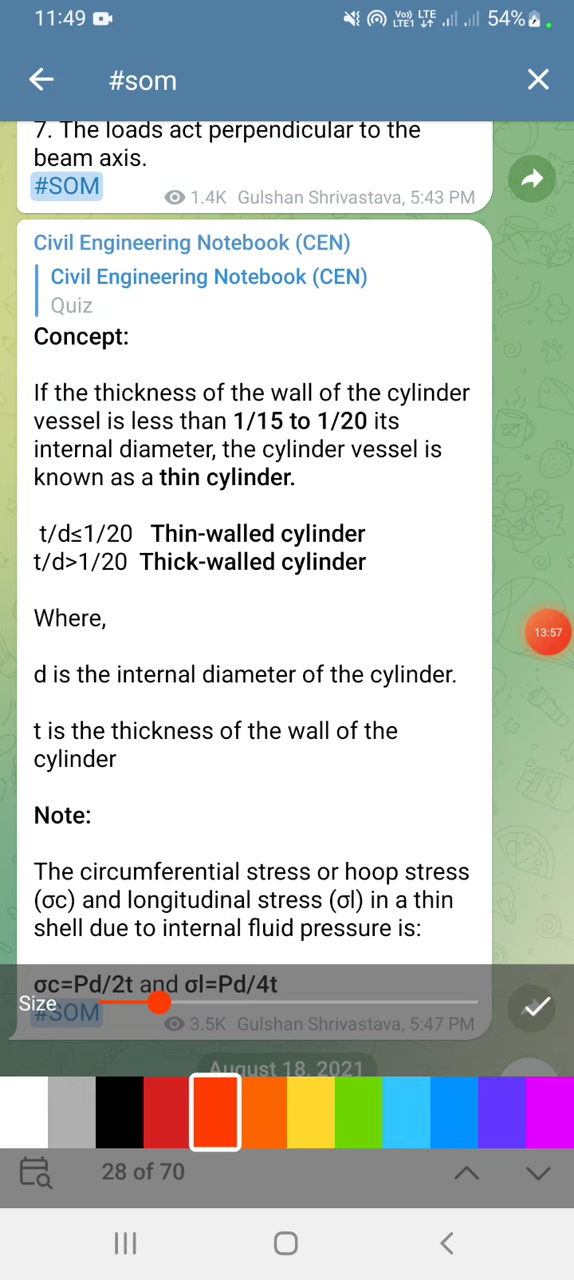 11:49
Vo)) LTE
LTE1
54%
#som
7. The loads act perpendicular to the
beam axis.
#SOM
1.4K Gulshan Shrivastava, 5:43 PM
Civil Engineering Notebook (CEN)
Civil Engineering Notebook (CEN)
Quiz
Concept:
If the thickness of the wall of the cylinder
vessel is less than 1/15 to 1/20 its
internal diameter, the cylinder vessel is
known as a thin cylinder.
t/d≤1/20 Thin-walled cylinder
t/d>1/20 Thick-walled cylinder
Where,
d is the internal diameter of the cylinder.
13:57
t is the thickness of the wall of the
cylinder
Note:
The circumferential stress or hoop stress
(σc) and longitudinal stress (σl) in a thin
shell due to internal fluid pressure is:
σc=Pd/2t and σl=Pd/4t
Size
#SOM
3.5K Gulshan Shrivastava, 5:47 PM
August 18, 2021
28 of 70